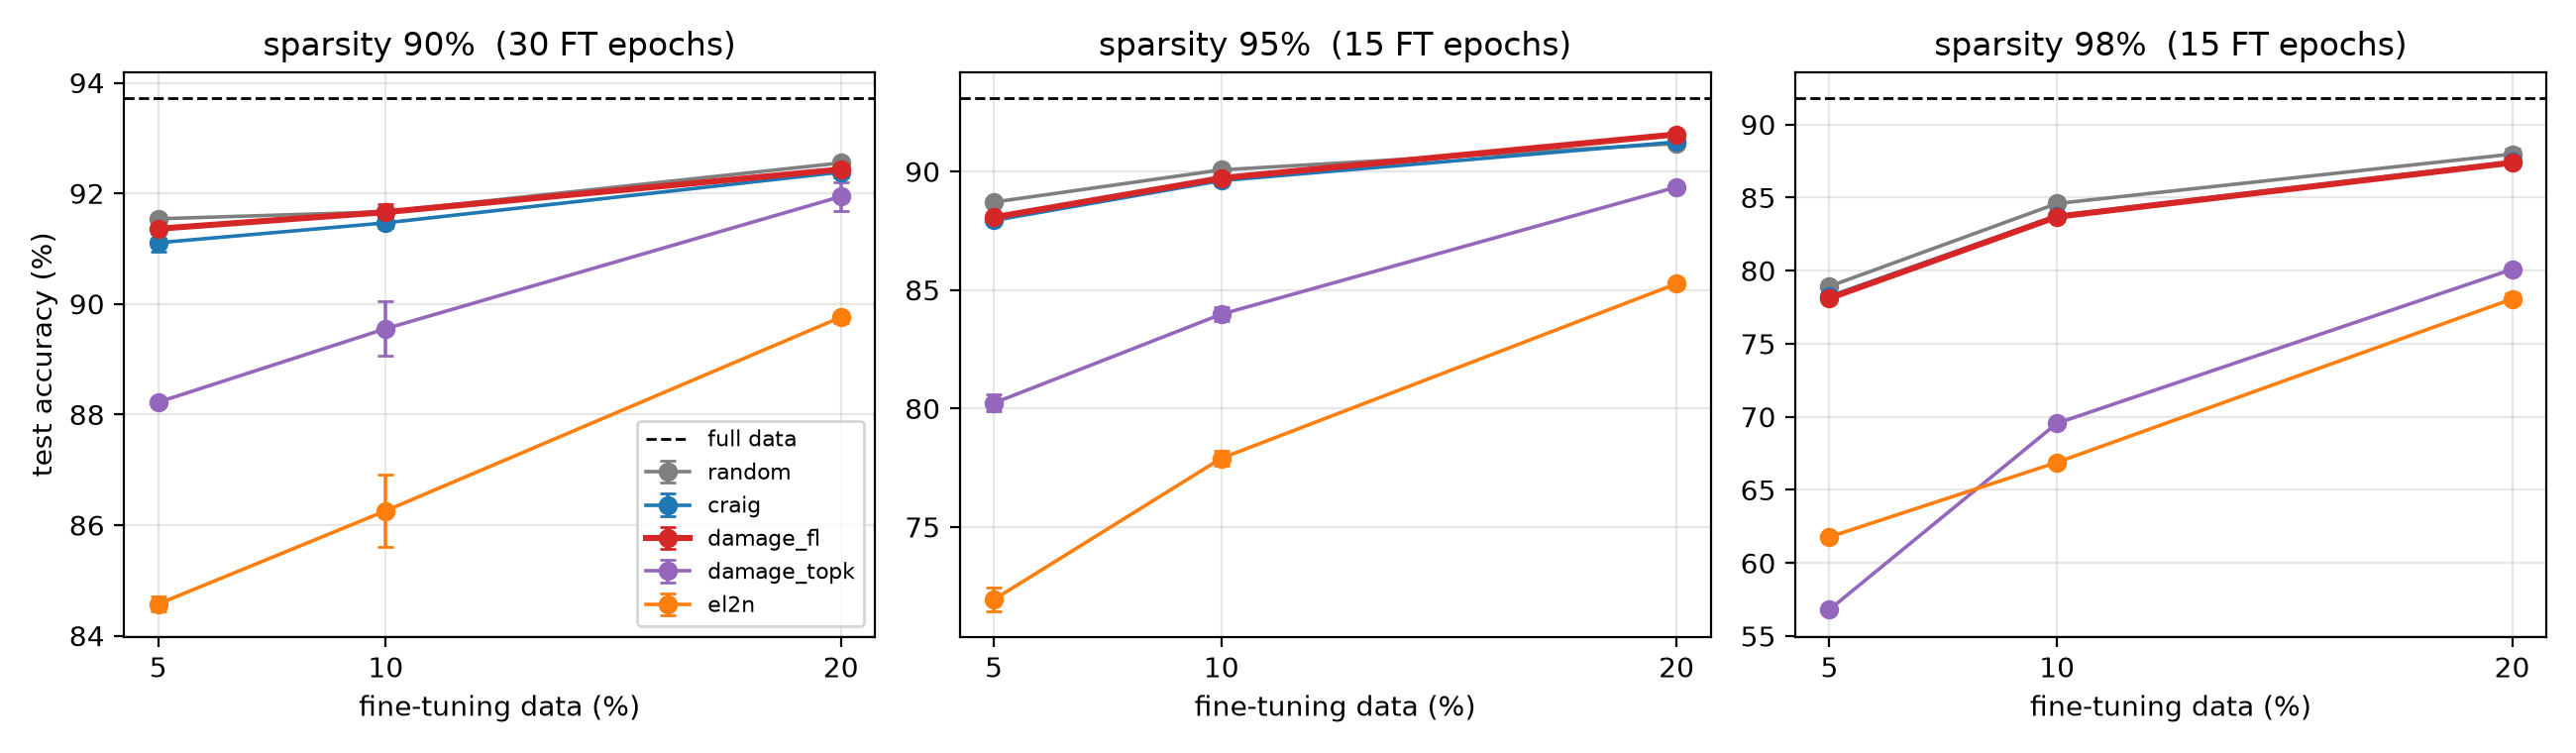 sparsity 90%  (30 FT epochs)
94
92
90
88
86
84
test accuracy (%)
5 10 20
fine-tuning data (%)
full data
random
craig
damage_fl
damage_topk
el2n
sparsity 95%  (15 FT epochs)
90
85
80
75
5 10 20
fine-tuning data (%)
sparsity 98%  (15 FT epochs)
90
85
80
75
70
65
60
55
5 10 20
fine-tuning data (%)